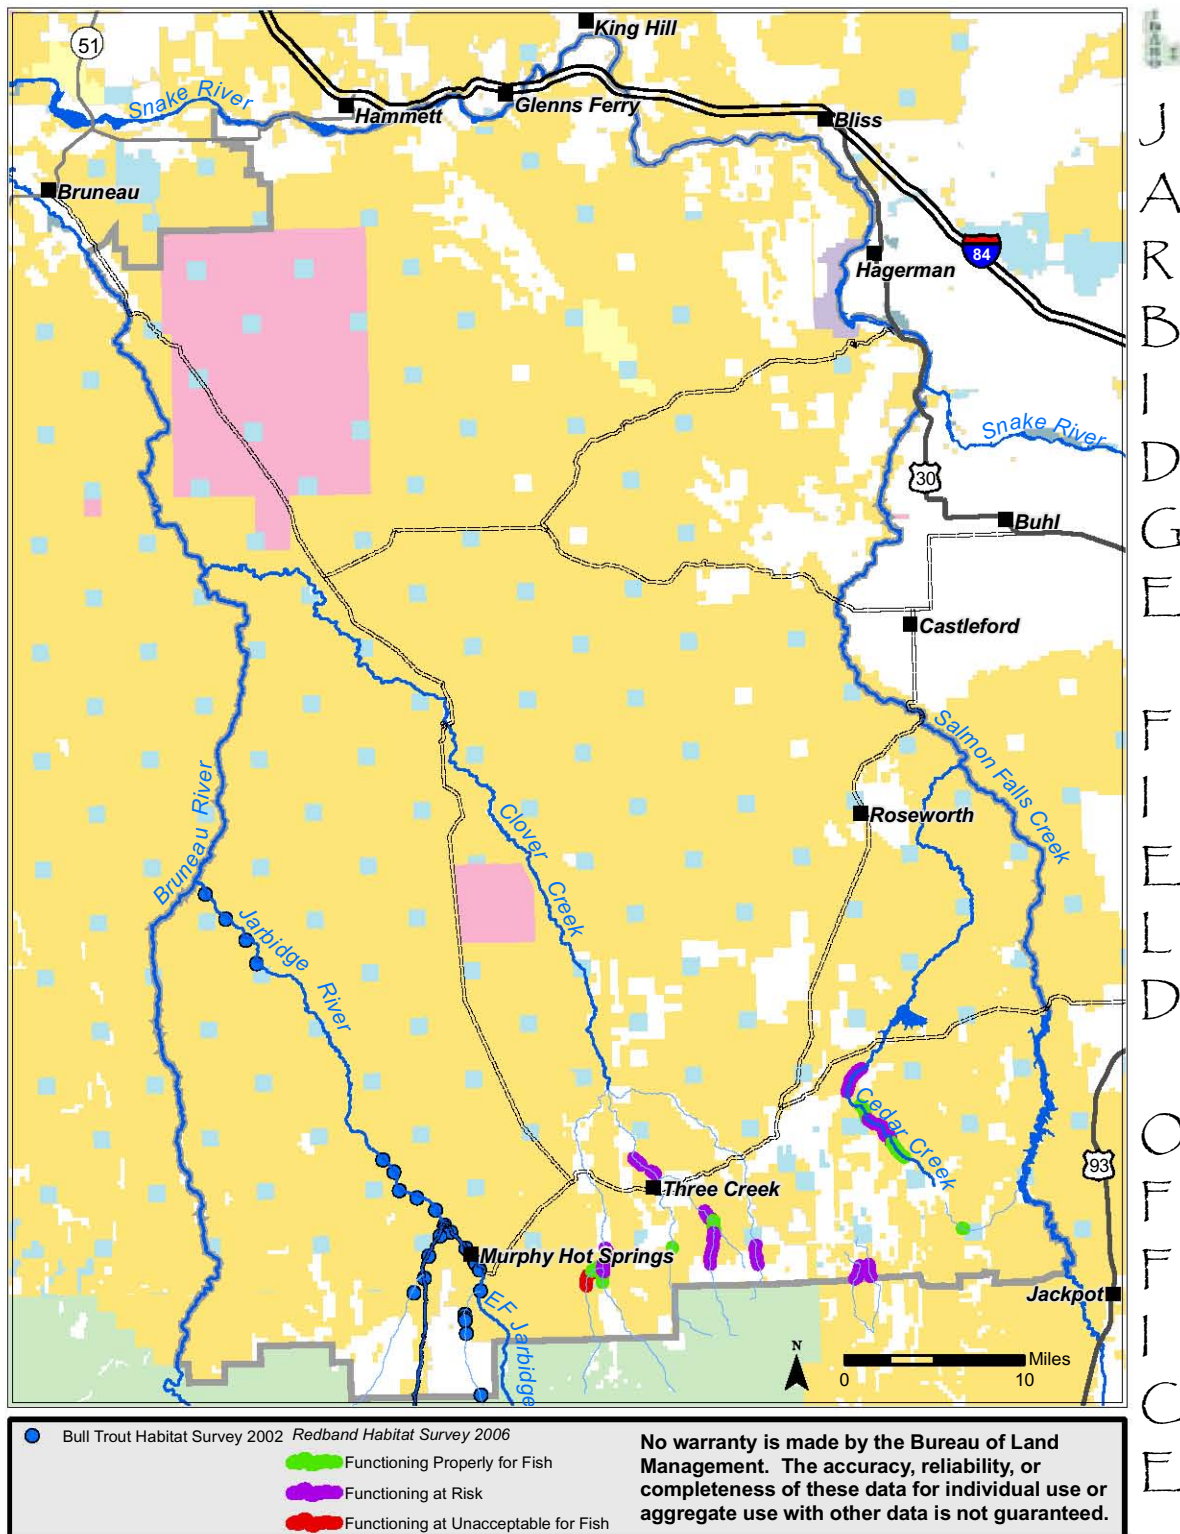 King Hill
51
Snake River
Hammett
Glenns Ferry
Bliss
Bruneau
Hagerman
84
Snake River
30
Buhl
Castleford
Salmon Falls Creek
Bruneau River
Clover Creek
Roseworth
Jarbidge River
Cedar Creek
93
Three Creek
Murphy Hot Springs
EF Jarbidge
Jackpot
N
Miles
0 10
JARBIDGE FIELD OFFICE
Bull Trout Habitat Survey 2002
Redband Habitat Survey 2006
Functioning Properly for Fish
Functioning at Risk
Functioning at Unacceptable for Fish
No warranty is made by the Bureau of Land
Management. The accuracy, reliability, or
completeness of these data for individual use or
aggregate use with other data is not guaranteed.